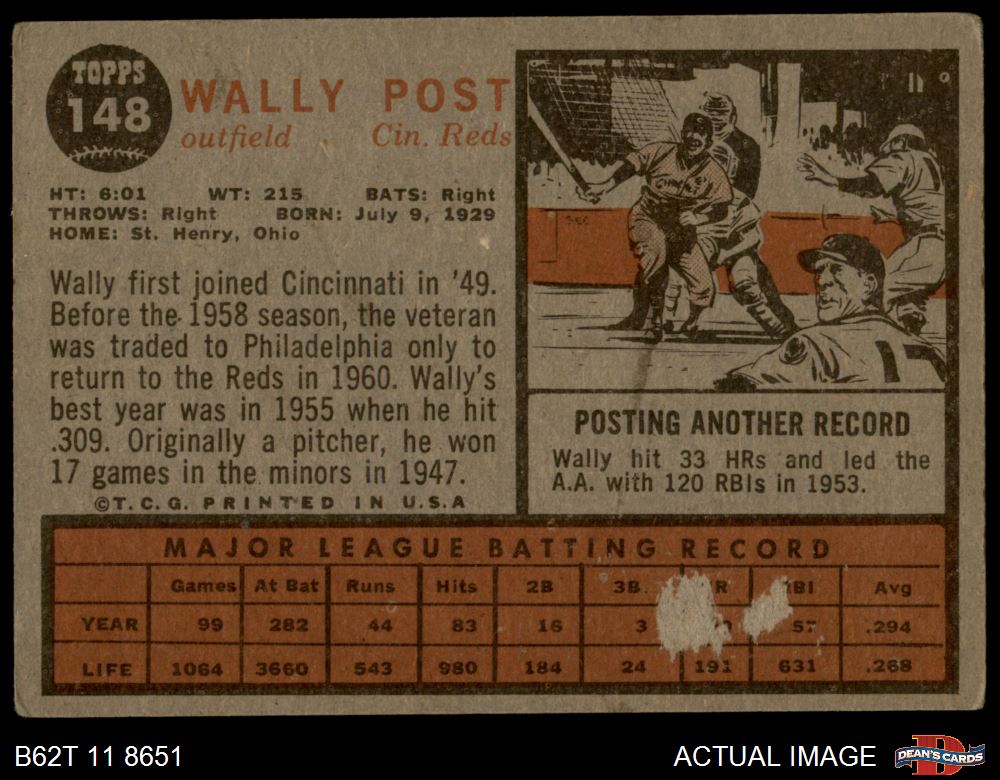 TOPPS
148
WALLY POST
outfield . Cin. Reds
HT: 6:01 WT: 215 BATS: Right
THROWS: Right BORN: July 9, 1929
HOME: St. Henry, Ohio
Wally first joined Cincinnati in '49.
Before the 1958 season, the veteran
was traded to Philadelphia only to
return to the Reds in 1960. Wally's
best year was in 1955 when he hit
.309. Originally a pitcher, he won
17 games in the minors in 1947.
©T.C.G. PRINTED IN U.S.A
SEC
17
POSTING ANOTHER RECORD
Wally hit 33 HRs and led the
A.A. with 120 RBIs in 1953.
MAJOR LEAGUE BATTING RECORD
Games At Bat Runs Hits 2B 3B R BI Avg
YEAR 99 282 44 83 16 3 57 .294
LIFE 1064 3660 543 980 184 24 191 631 .268
B62T 11 8651
ACTUAL IMAGE
DEAN'S CARDS